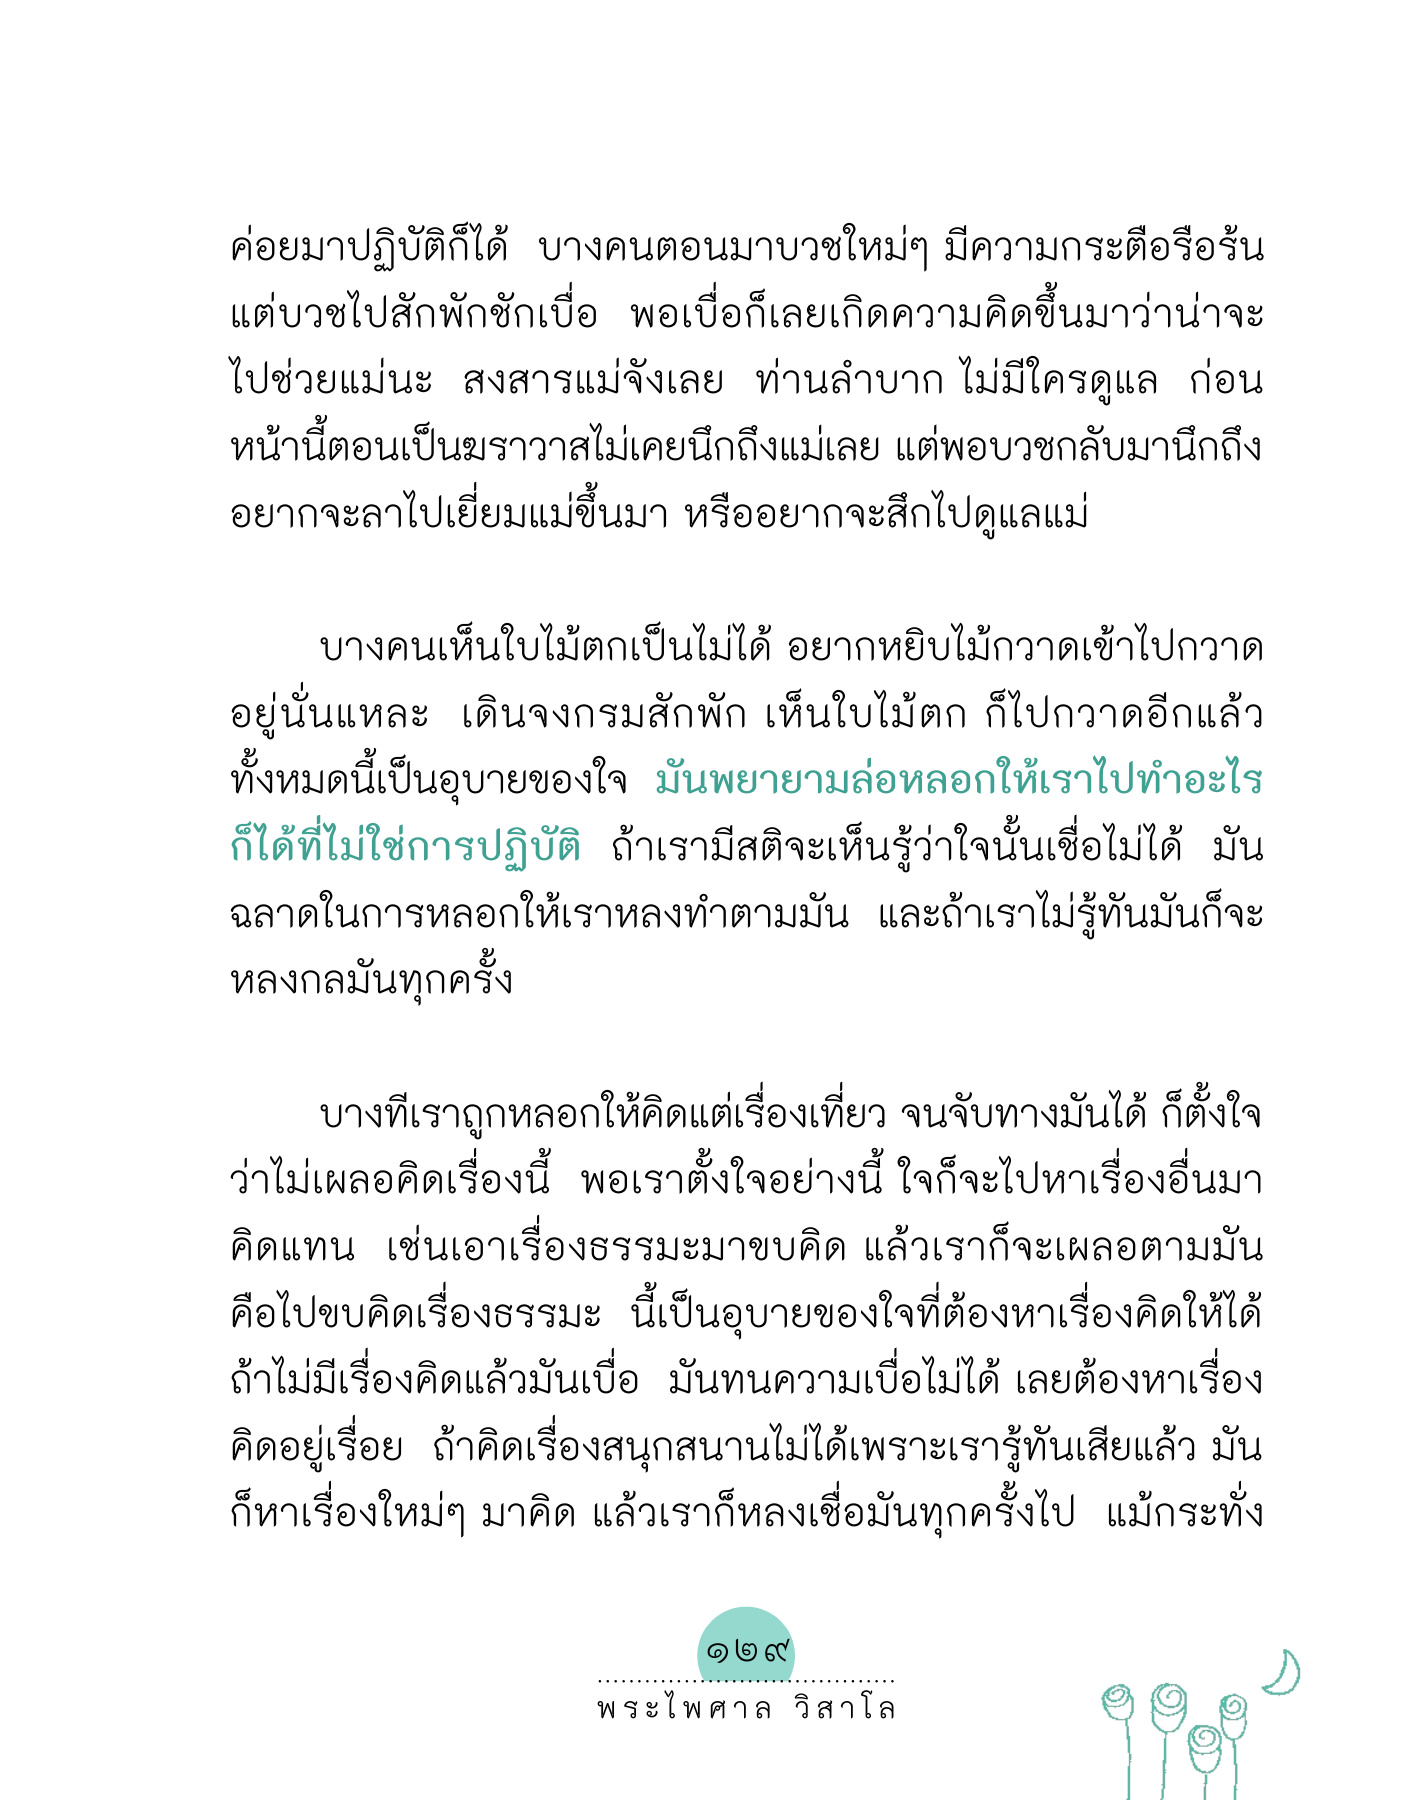 ค่อยมาปฏิบัติก็ได้ บางคนตอนมาบวชใหม่ๆ มีความกระตือรือร้น
แต่บวชไปสักพักชักเบื่อ พอเบื่อก็เลยเกิดความคิดขึ้นมาว่าน่าจะ
ไปช่วยแม่นะ สงสารแม่จังเลย ท่านลำบาก ไม่มีใครดูแล ก่อน
หน้านี้ตอนเป็นฆราวาสไม่เคยนึกถึงแม่เลย แต่พอบวชกลับมานึกถึง
อยากจะลาไปเยี่ยมแม่ขึ้นมา หรืออยากจะสึกไปดูแลแม่
บางคนเห็นใบไม้ตกเป็นไม่ได้ อยากหยิบไม้กวาดเข้าไปกวาด
อยู่นั่นแหละ เดินจงกรมสักพัก เห็นใบไม้ตก ก็ไปกวาดอีกแล้ว
ทั้งหมดนี้เป็นอุบายของใจ มันพยายามล่อหลอกให้เราไปทำอะไร
ก็ได้ที่ไม่ใช่การปฏิบัติ ถ้าเรามีสติจะเห็นรู้ว่าใจนั้นเชื่อไม่ได้ มัน
ฉลาดในการหลอกให้เราหลงทำตามมัน และถ้าเราไม่รู้ทันมันก็จะ
หลงกลมันทุกครั้ง
บางทีเราถูกหลอกให้คิดแต่เรื่องเที่ยว จนจับทางมันได้ ก็ตั้งใจ
ว่าไม่เผลอคิดเรื่องนี้ พอเราตั้งใจอย่างนี้ ใจก็จะไปหาเรื่องอื่นมา
คิดแทน เช่นเอาเรื่องธรรมะมาขบคิด แล้วเราก็จะเผลอตามมัน
คือไปขบคิดเรื่องธรรมะ นี้เป็นอุบายของใจที่ต้องหาเรื่องคิดให้ได้
ถ้าไม่มีเรื่องคิดแล้วมันเบื่อ มันทนความเบื่อไม่ได้ เลยต้องหาเรื่อง
คิดอยู่เรื่อย ถ้าคิดเรื่องสนุกสนานไม่ได้เพราะเรารู้ทันเสียแล้ว มัน
ก็หาเรื่องใหม่ๆ มาคิด แล้วเราก็หลงเชื่อมันทุกครั้งไป แม้กระทั่ง
๑๒๙
พระไพศาล วิสาโล